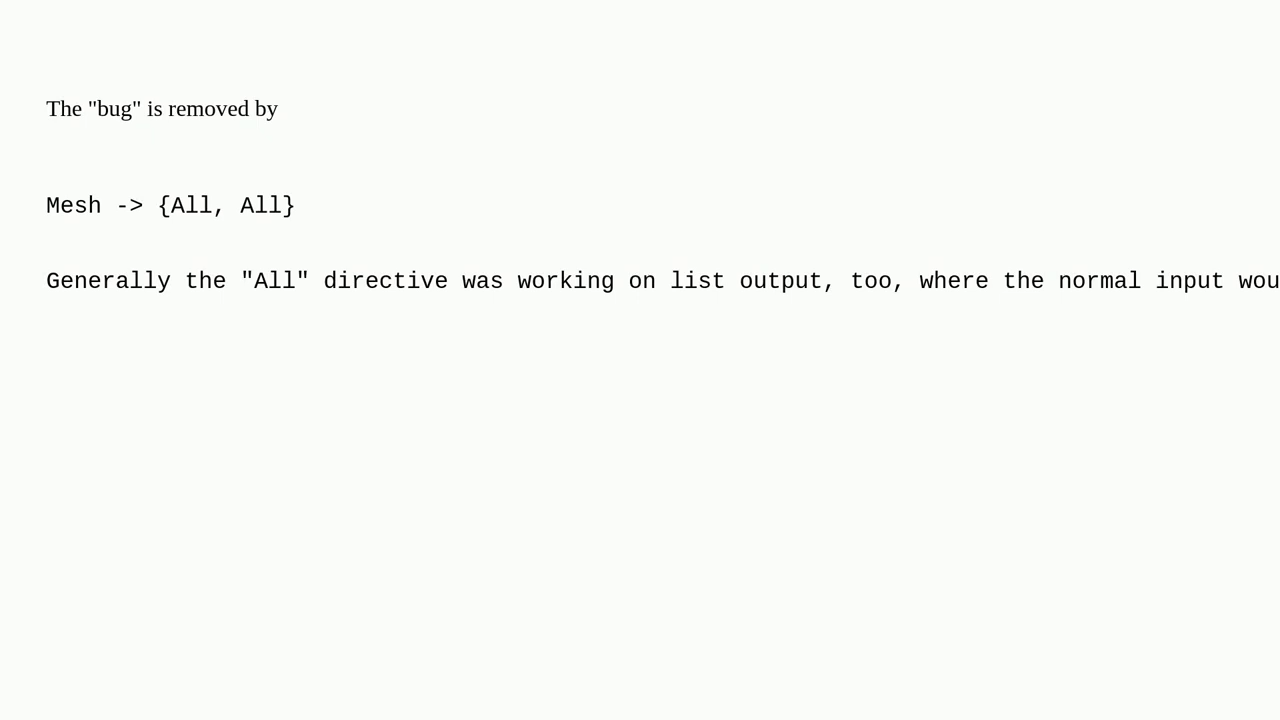 The "bug" is removed by
Mesh -> {All, All}
Generally the "All" directive was working on list output, too, where the normal input wou